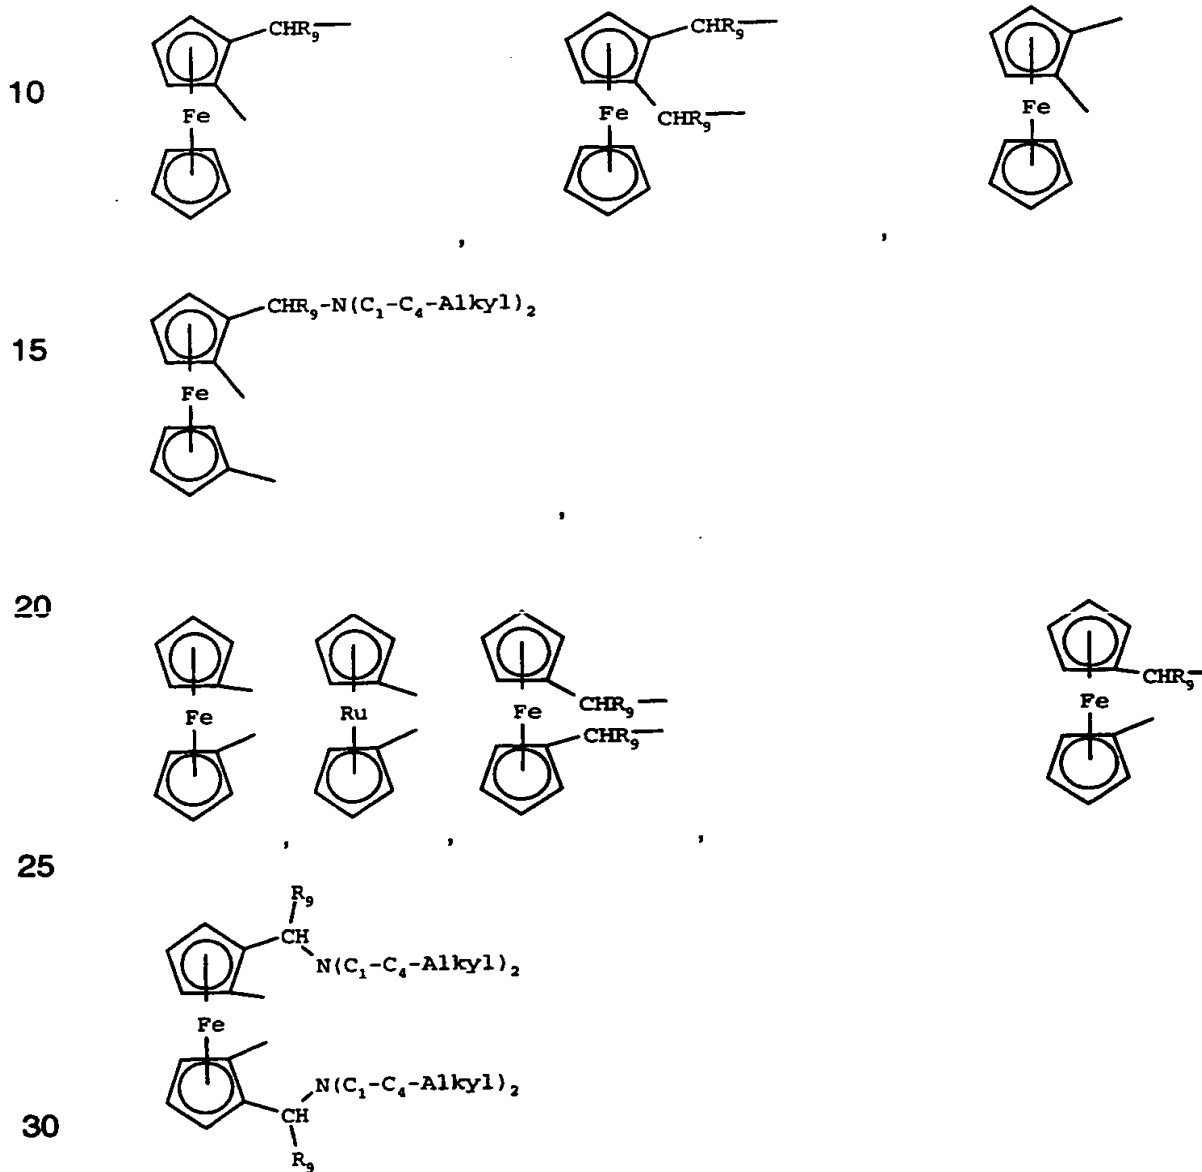 CHR₉ CHR₉
10 Fe Fe CHR₉ Fe
, ,
CHR₉-N(C₁-C₄-Alkyl)₂
15
Fe
,
20
CHR₉
Fe Ru Fe CHR₉ Fe
CHR₉
, , ,
25
R₉
CH
N(C₁-C₄-Alkyl)₂
Fe
N(C₁-C₄-Alkyl)₂
30 CH
R₉